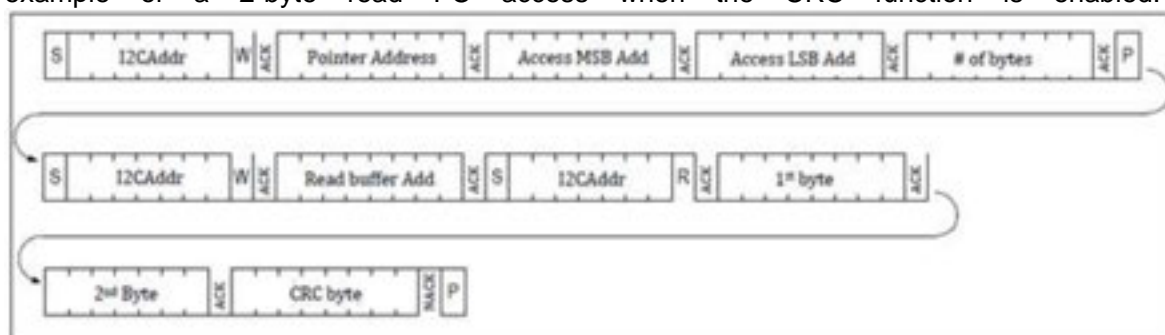 example of a 2-byte read I²C access when the CRC function is enabled.
S I2CAddr W ACK Pointer Address ACK Access MSB Add ACK Access LSB Add ACK # of bytes ACK P
S I2CAddr W ACK Read buffer Add ACK S I2CAddr R ACK 1st byte ACK
2nd Byte ACK CRC byte NACK P